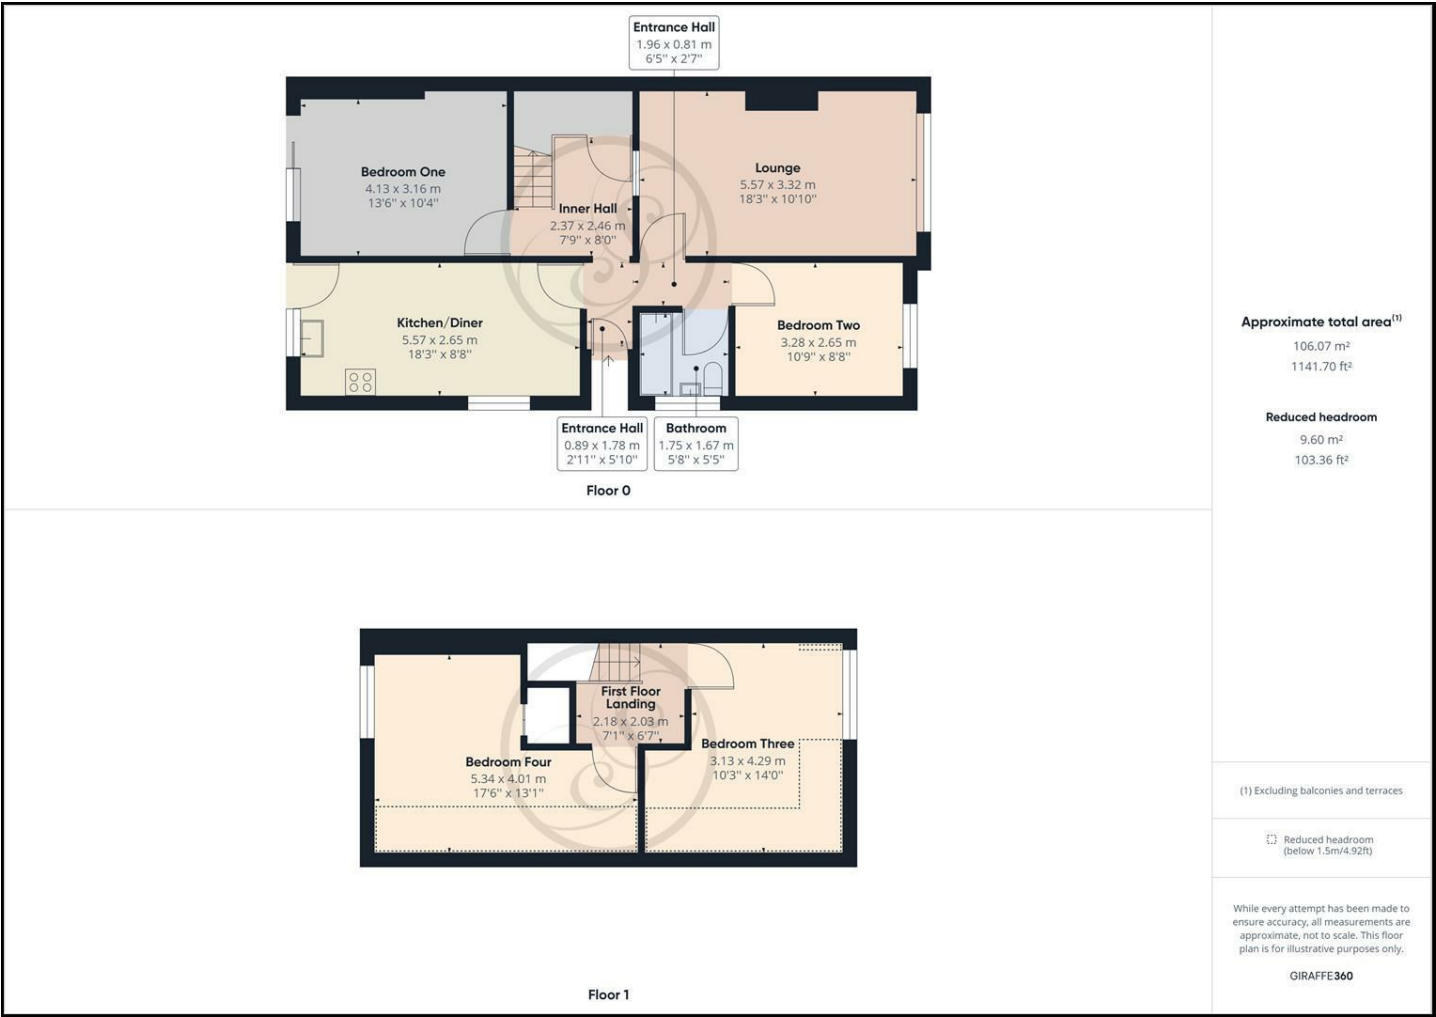 Entrance Hall
1.96 x 0.81 m
6'5" x 2'7"
Bedroom One
4.13 x 3.16 m
13'6" x 10'4"
Inner Hall
2.37 x 2.46 m
7'9" x 8'0"
Lounge
5.57 x 3.32 m
18'3" x 10'10"
Kitchen/Diner
5.57 x 2.65 m
18'3" x 8'8"
Bedroom Two
3.28 x 2.65 m
10'9" x 8'8"
Entrance Hall
0.89 x 1.78 m
2'11" x 5'10"
Bathroom
1.75 x 1.67 m
5'8" x 5'5"
Floor 0
First Floor
Landing
2.18 x 2.03 m
7'1" x 6'7"
Bedroom Three
3.13 x 4.29 m
10'3" x 14'0"
Bedroom Four
5.34 x 4.01 m
17'6" x 13'1"
Floor 1
Approximate total area(1)
106.07 m²
1141.70 ft²
Reduced headroom
9.60 m²
103.36 ft²
(1) Excluding balconies and terraces
Reduced headroom
(below 1.5m/4.92ft)
While every attempt has been made to
ensure accuracy, all measurements are
approximate, not to scale. This floor
plan is for illustrative purposes only.
GIRAFFE360